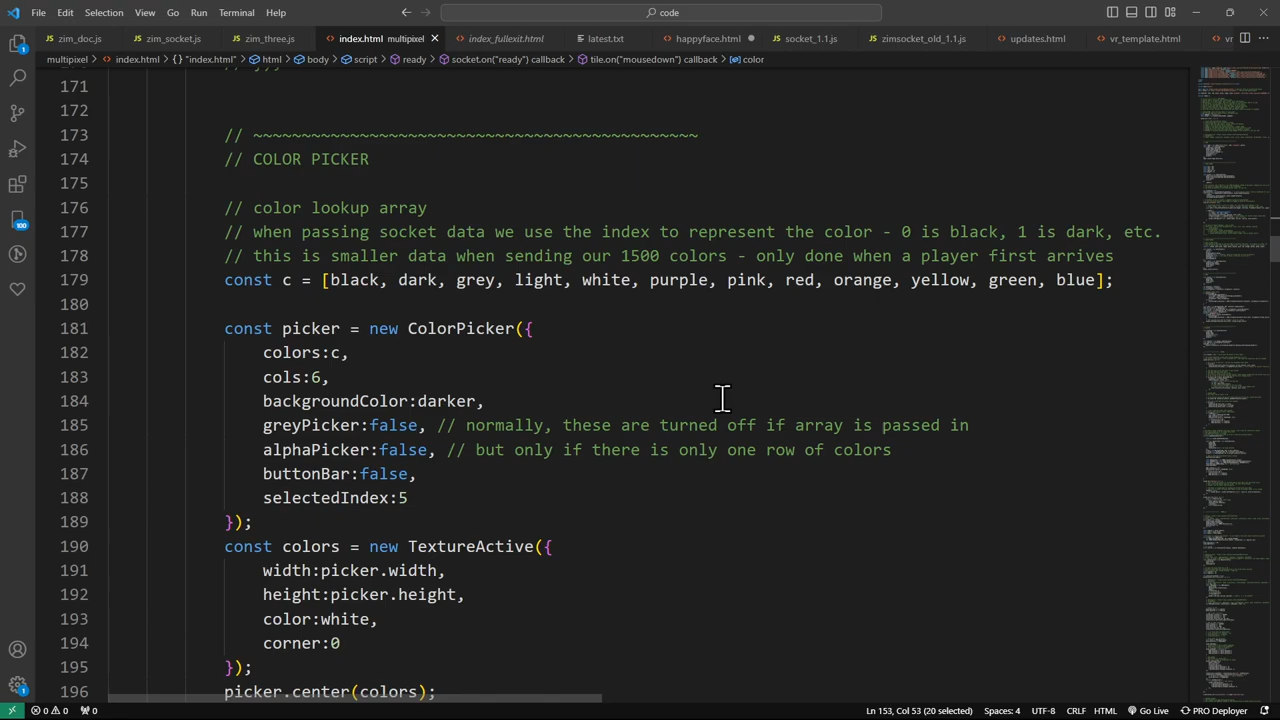 File Edit Selection View Go Run Terminal Help
code
zim_doc.js
zim_socket.js
zim_three.js
index.html multipixel
index_fullexit.html
latest.txt
happyface.html
socket_1.1.js
zimsocket_old_1.1.js
updates.html
vr_template.html
vr
multipixel > index.html > "index.html" > html > body > script > ready > socket.on("ready") callback > tile.on("mousedown") callback > color
171
172
173 // ~~~~~~~~~~~~~~~~~~~~~~~~~~~~~~~~~~~~~~~~~~~~~~
174 // COLOR PICKER
175
176 // color lookup array
177 // when passing socket data we use the index to represent the color - 0 is black, 1 is dark, etc.
178 // this is smaller data when sending our 1500 colors - only done when a player first arrives
179 const c = [black, dark, grey, light, white, purple, pink, red, orange, yellow, green, blue];
180
181 const picker = new ColorPicker({
182 colors:c,
183 cols:6,
184 backgroundColor:darker,
185 greyPicker:false, // normally, these are turned off if array is passed in
186 alphaPicker:false, // but only if there is only one row of colors
187 buttonBar:false,
188 selectedIndex:5
189 });
190 const colors = new TextureActive({
191 width:picker.width,
192 height:picker.height,
193 color:white,
194 corner:0
195 });
196 picker.center(colors);
1
100
1
0 0 0
Ln 153, Col 53 (20 selected) Spaces: 4 UTF-8 CRLF HTML Go Live PRO Deployer